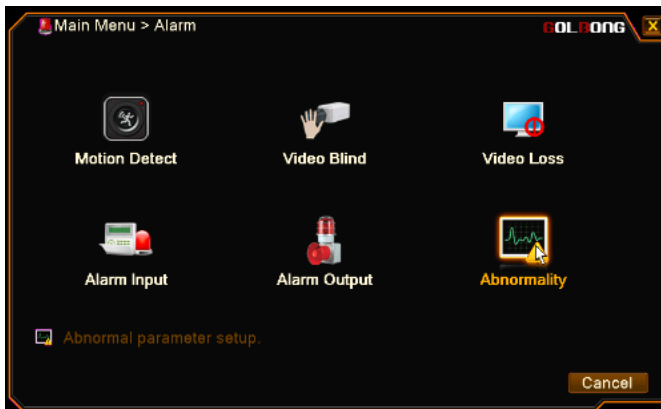 Main Menu > Alarm
GOLBONG
X
Motion Detect
Video Blind
Video Loss
Alarm Input
Alarm Output
Abnormality
Abnormal parameter setup.
Cancel